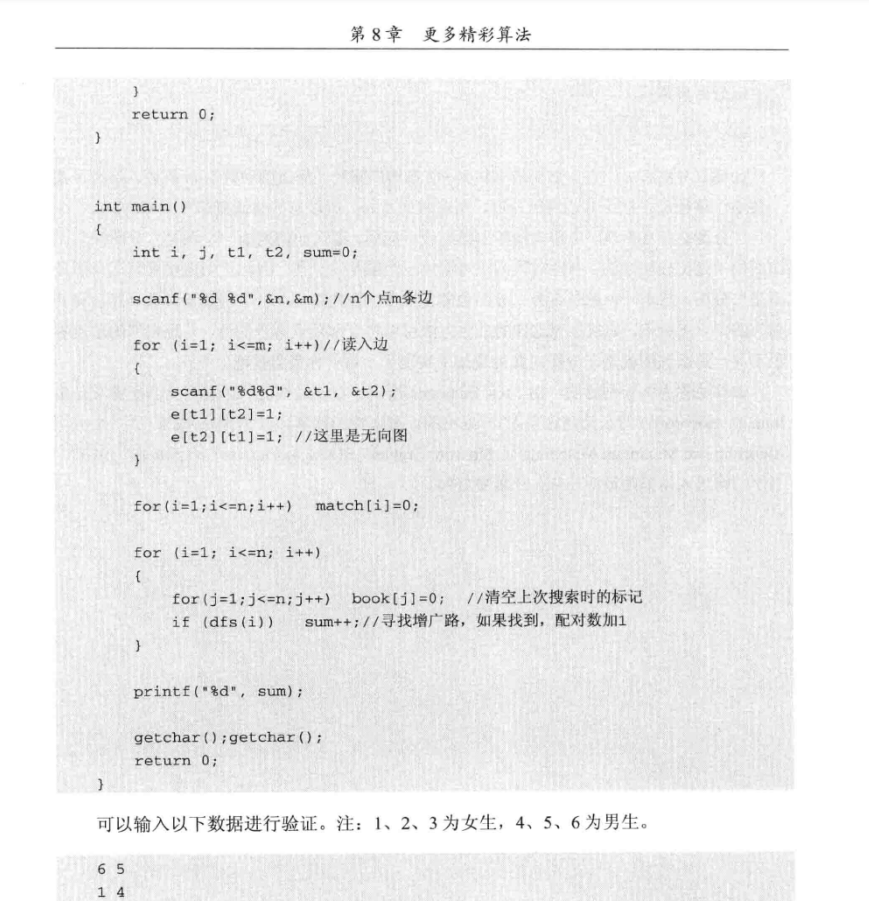 第8章 更多精彩算法
}
return 0;
}
int main()
{
int i, j, t1, t2, sum=0;
scanf("%d %d",&n,&m);//n个点m条边
for (i=1; i<=m; i++)//读入边
{
scanf("%d%d", &t1, &t2);
e[t1][t2]=1;
e[t2][t1]=1; //这里是无向图
}
for(i=1;i<=n;i++) match[i]=0;
for (i=1; i<=n; i++)
{
for(j=1;j<=n;j++) book[j]=0; //清空上次搜索时的标记
if (dfs(i)) sum++;//寻找增广路，如果找到，配对数加1
}
printf("%d", sum);
getchar();getchar();
return 0;
}
可以输入以下数据进行验证。注：1、2、3为女生，4、5、6为男生。
6 5
1 4